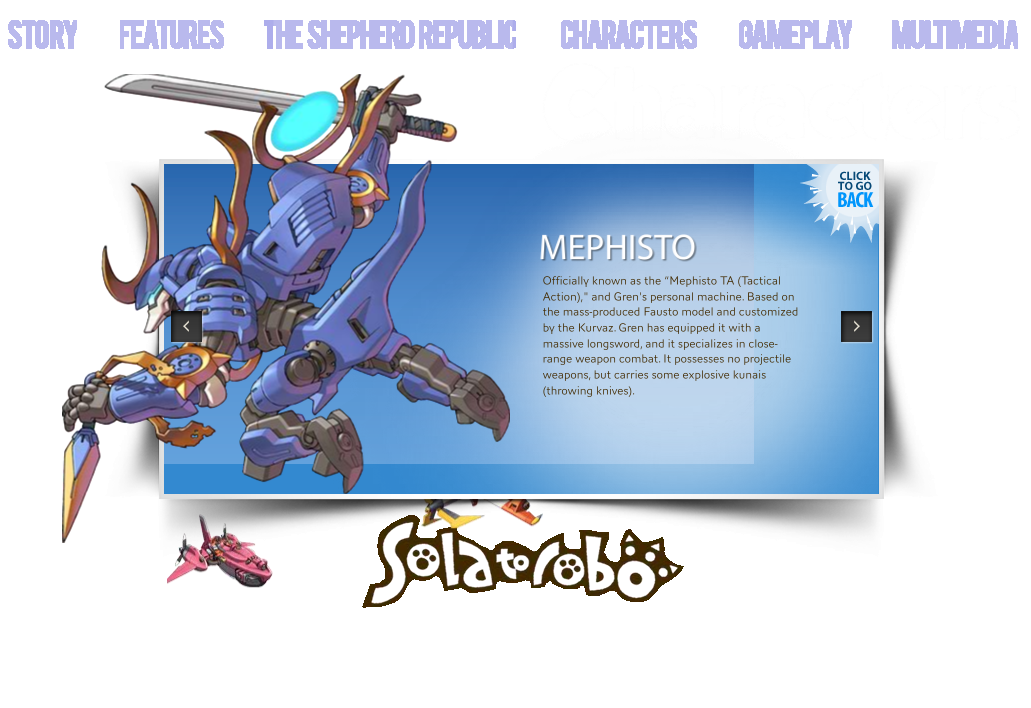 STORY FEATURES THE SHEPHERD REPUBLIC CHARACTERS GAMEPLAY MULTIMEDIA
CLICK
TO GO
BACK
MEPHISTO
Officially known as the “Mephisto TA (Tactical
Action),” and Gren's personal machine. Based on
the mass-produced Fausto model and customized
by the Kurvaz. Gren has equipped it with a
massive longsword, and it specializes in close-
range weapon combat. It possesses no projectile
weapons, but carries some explosive kunais
(throwing knives).
Solatorobo